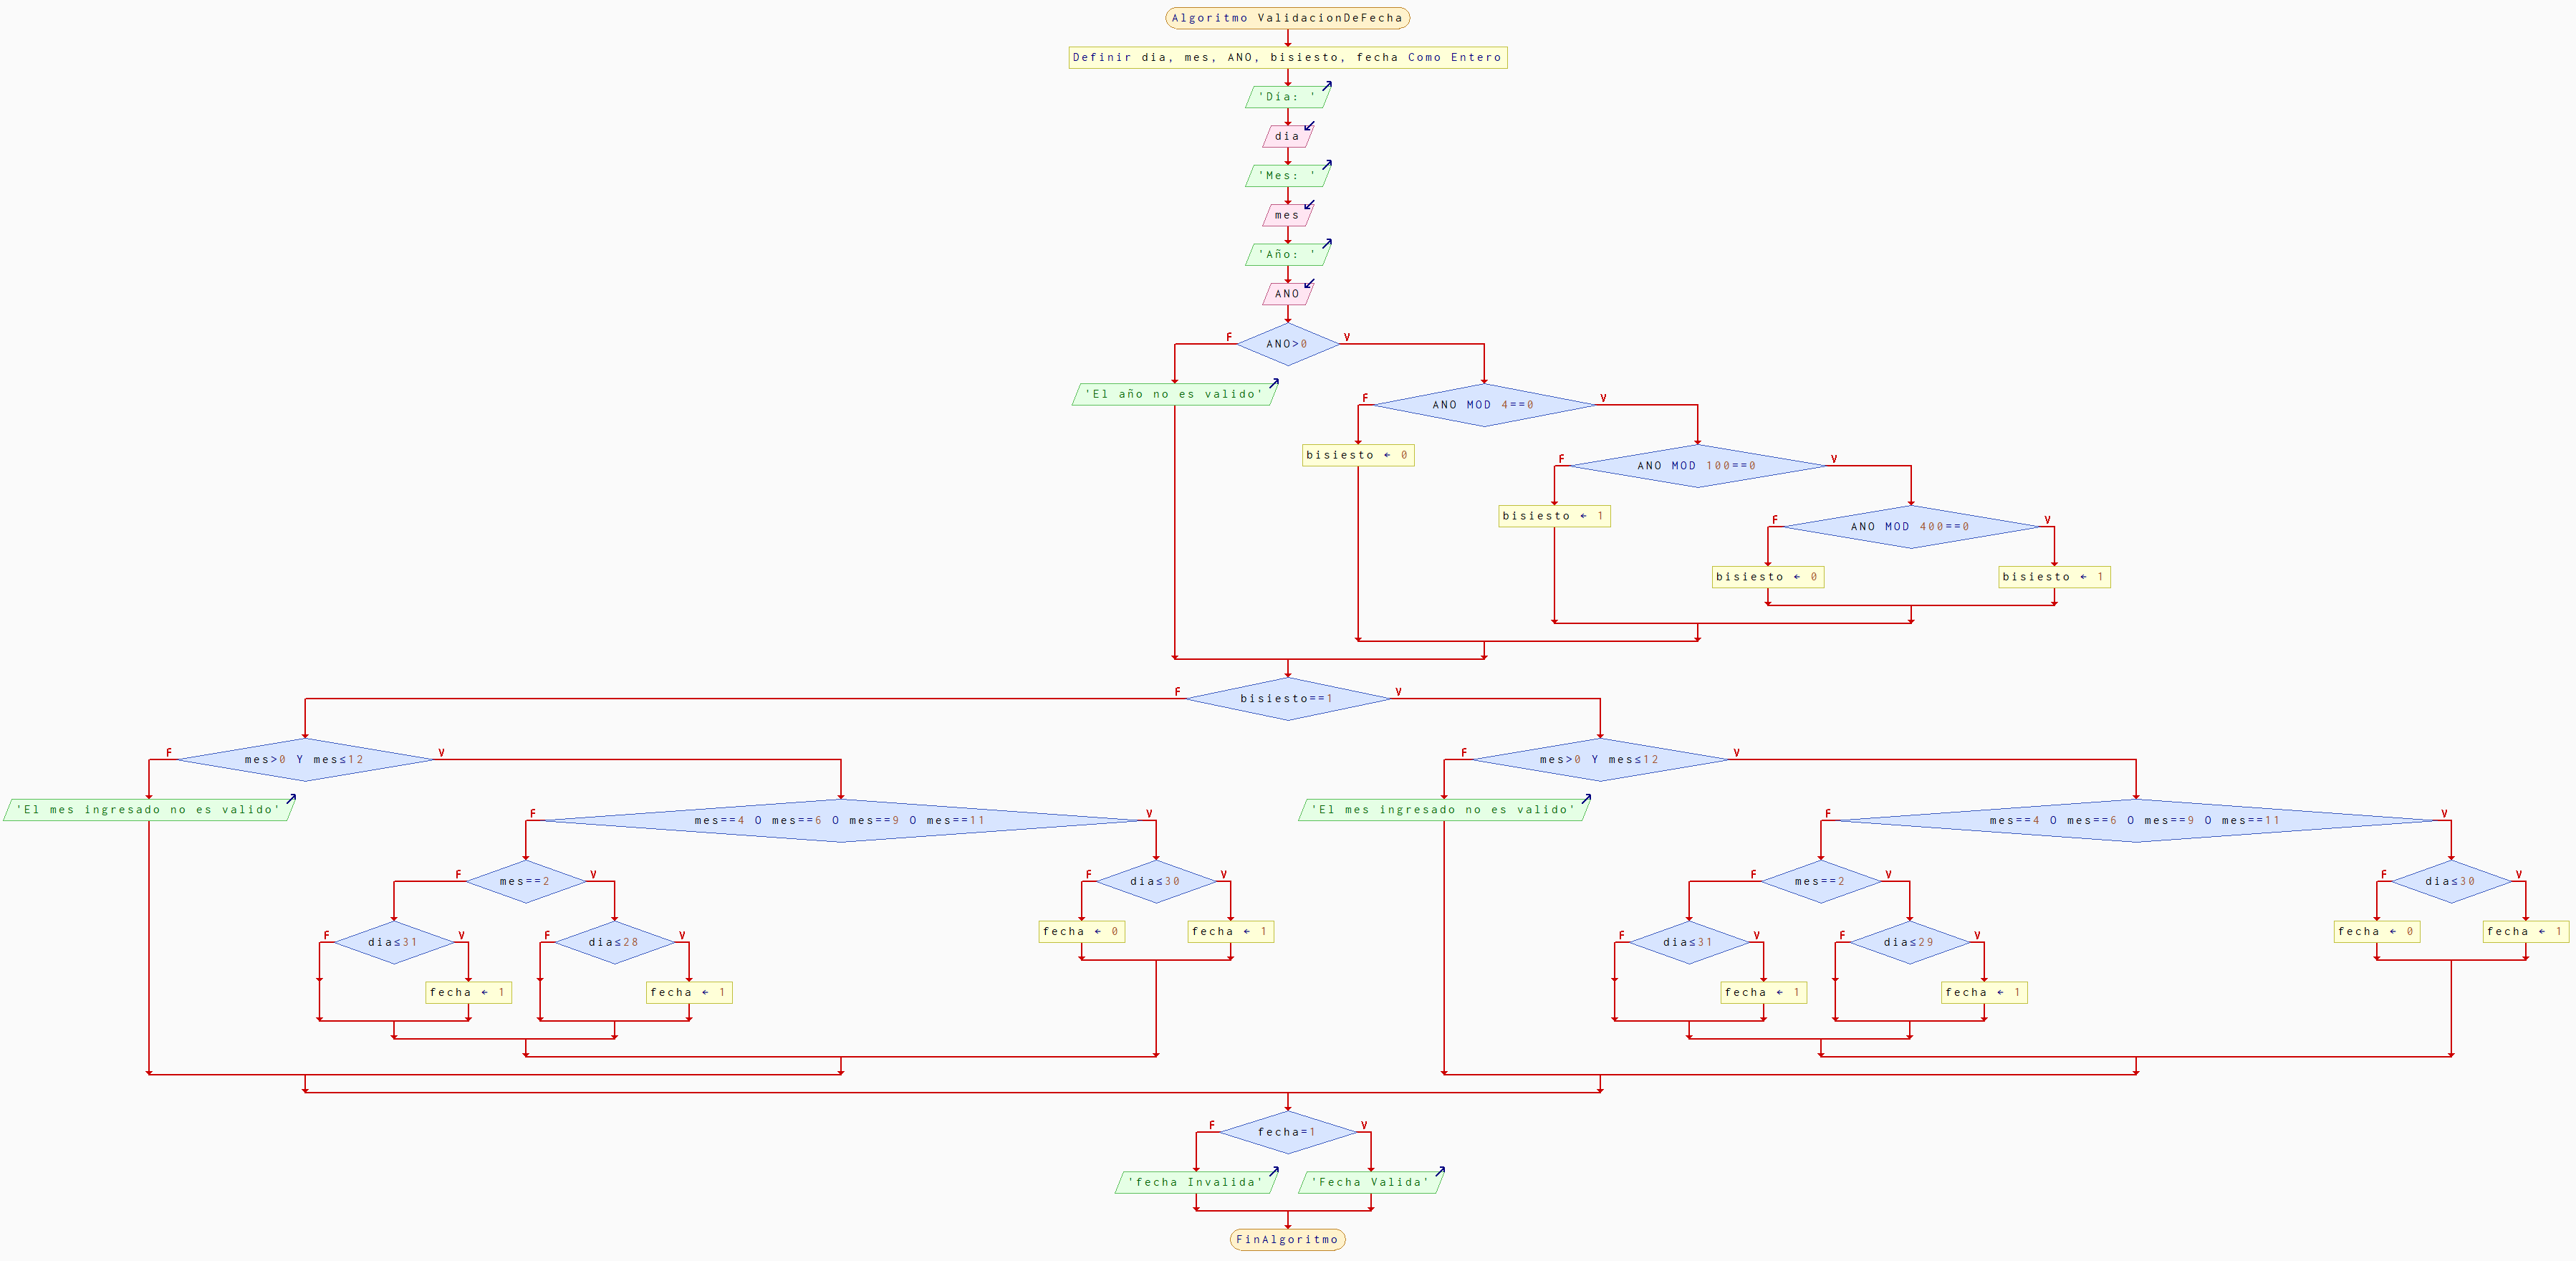 Algoritmo ValidacionDeFecha
Definir dia, mes, ANO, bisiesto, fecha Como Entero
'Día: '
dia
'Mes: '
mes
'Año: '
ANO
F
V
ANO>0
'El año no es valido'
F
V
ANO MOD 4==0
bisiesto ← 0
F
V
ANO MOD 100==0
bisiesto ← 1
F
V
ANO MOD 400==0
bisiesto ← 0
bisiesto ← 1
F
V
bisiesto==1
F
V
mes>0 Y mes≤12
'El mes ingresado no es valido'
F
V
mes==4 O mes==6 O mes==9 O mes==11
F
V
mes==2
F
V
dia≤31
fecha ← 1
F
V
dia≤28
fecha ← 1
F
V
dia≤30
fecha ← 0
fecha ← 1
F
V
mes>0 Y mes≤12
'El mes ingresado no es valido'
F
V
mes==4 O mes==6 O mes==9 O mes==11
F
V
mes==2
F
V
dia≤31
fecha ← 1
F
V
dia≤29
fecha ← 1
F
V
dia≤30
fecha ← 0
fecha ← 1
F
V
fecha=1
'fecha Invalida'
'Fecha Valida'
FinAlgoritmo